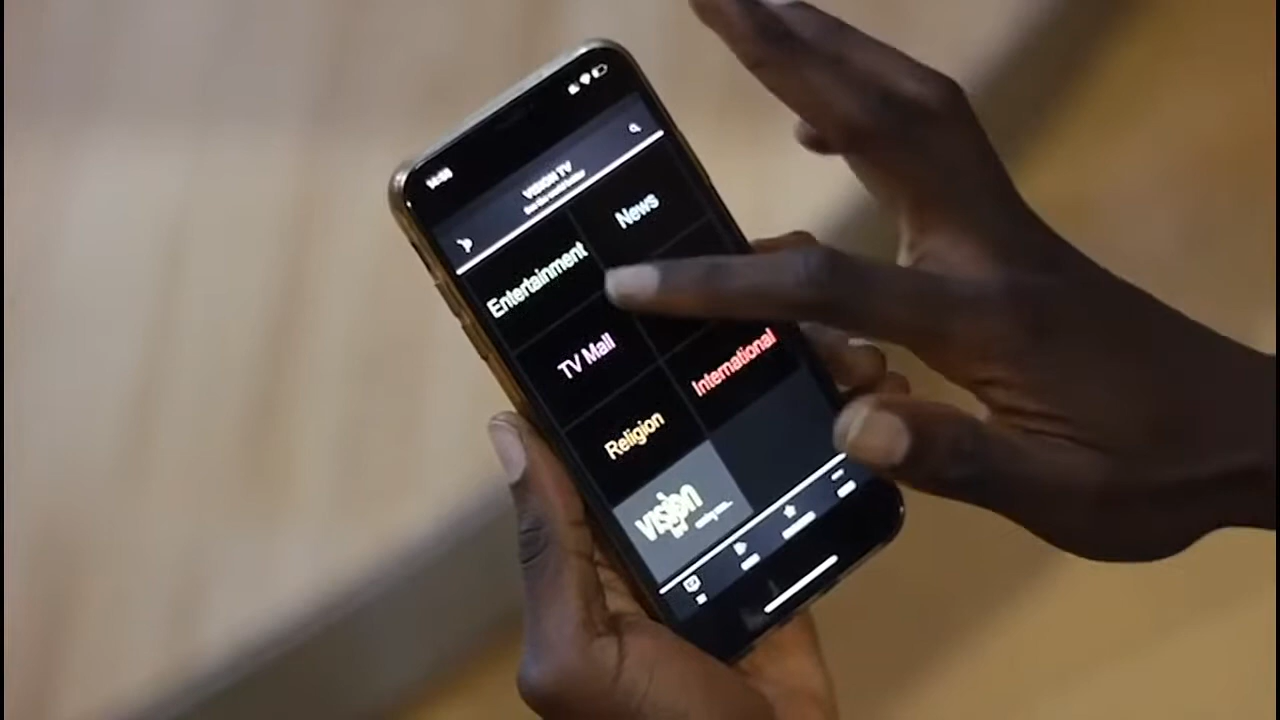 VISION TV
News
Entertainment
TV Mall
International
Religion
vision